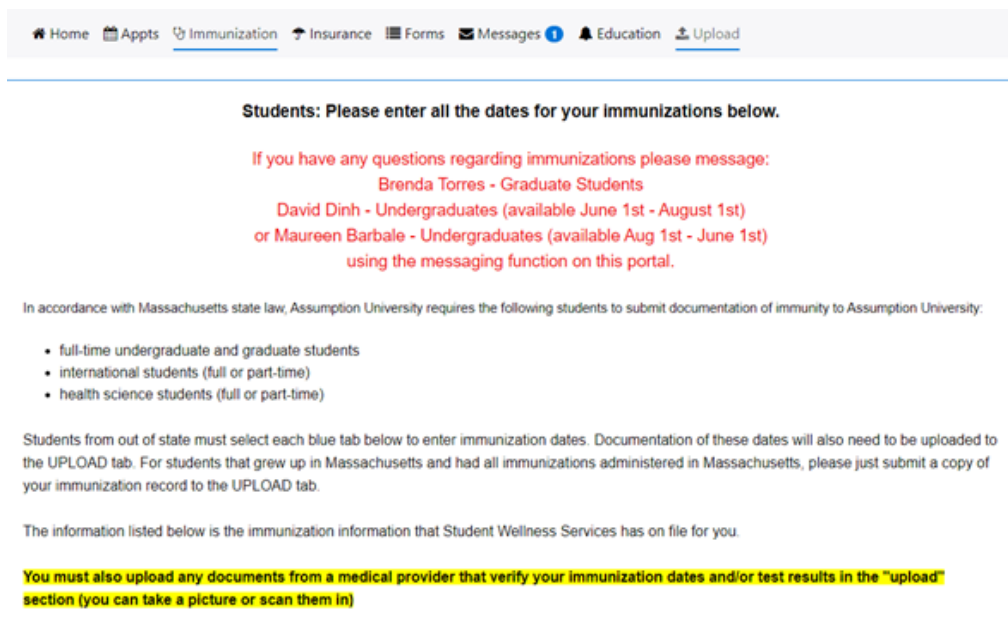 Home Appts Immunization Insurance Forms Messages 1 Education Upload
Students: Please enter all the dates for your immunizations below.
If you have any questions regarding immunizations please message:
Brenda Torres - Graduate Students
David Dinh - Undergraduates (available June 1st - August 1st)
or Maureen Barbale - Undergraduates (available Aug 1st - June 1st)
using the messaging function on this portal.
In accordance with Massachusetts state law, Assumption University requires the following students to submit documentation of immunity to Assumption University:
• full-time undergraduate and graduate students
• international students (full or part-time)
• health science students (full or part-time)
Students from out of state must select each blue tab below to enter immunization dates. Documentation of these dates will also need to be uploaded to
the UPLOAD tab. For students that grew up in Massachusetts and had all immunizations administered in Massachusetts, please just submit a copy of
your immunization record to the UPLOAD tab.
The information listed below is the immunization information that Student Wellness Services has on file for you.
You must also upload any documents from a medical provider that verify your immunization dates and/or test results in the "upload"
section (you can take a picture or scan them in)